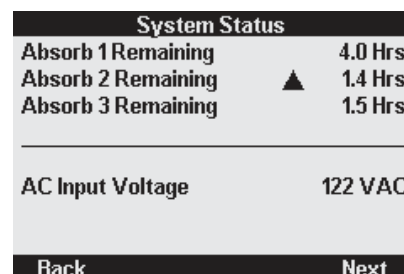 System Status
Absorb 1 Remaining 4.0 Hrs
Absorb 2 Remaining ▲ 1.4 Hrs
Absorb 3 Remaining 1.5 Hrs
AC Input Voltage 122 VAC
Back Next